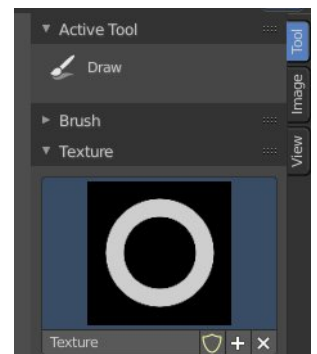 Active Tool
Draw
Brush
Texture
Texture
Tool
Image
View